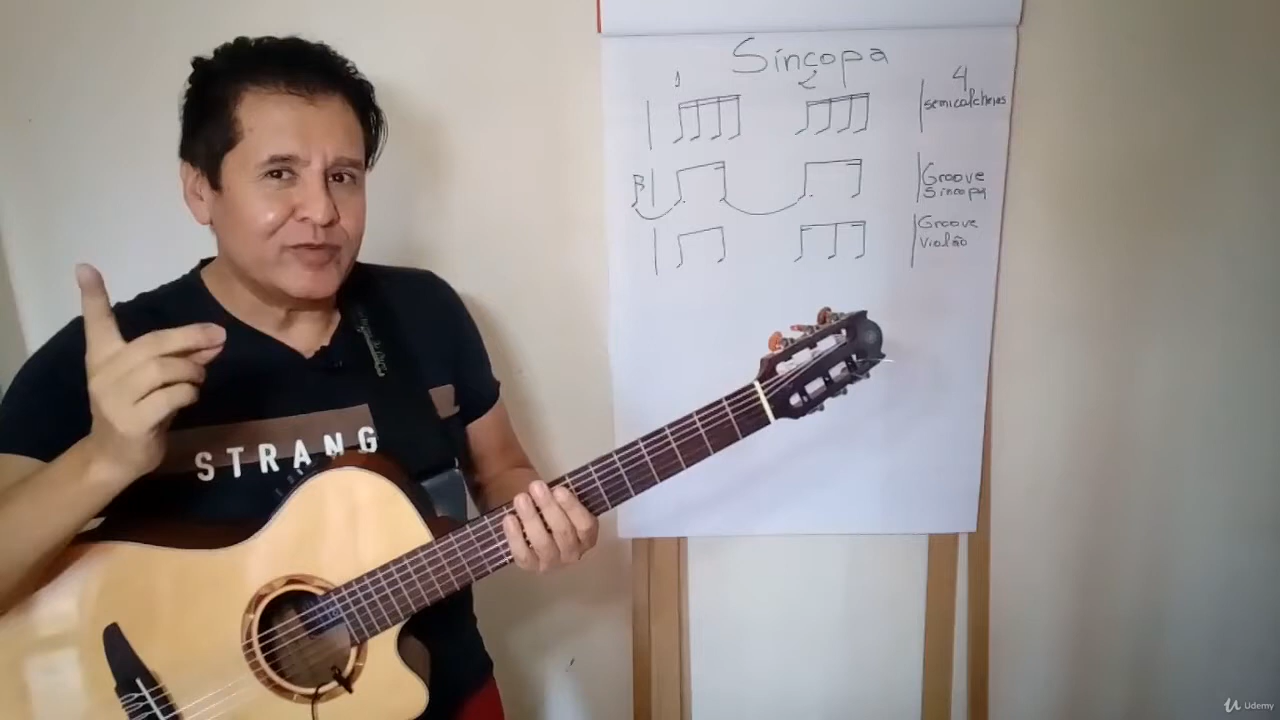 Síncopa
1 2
4
semicolcheias
B
Groove
Síncopa
Groove
Violão
STRANG
Udemy